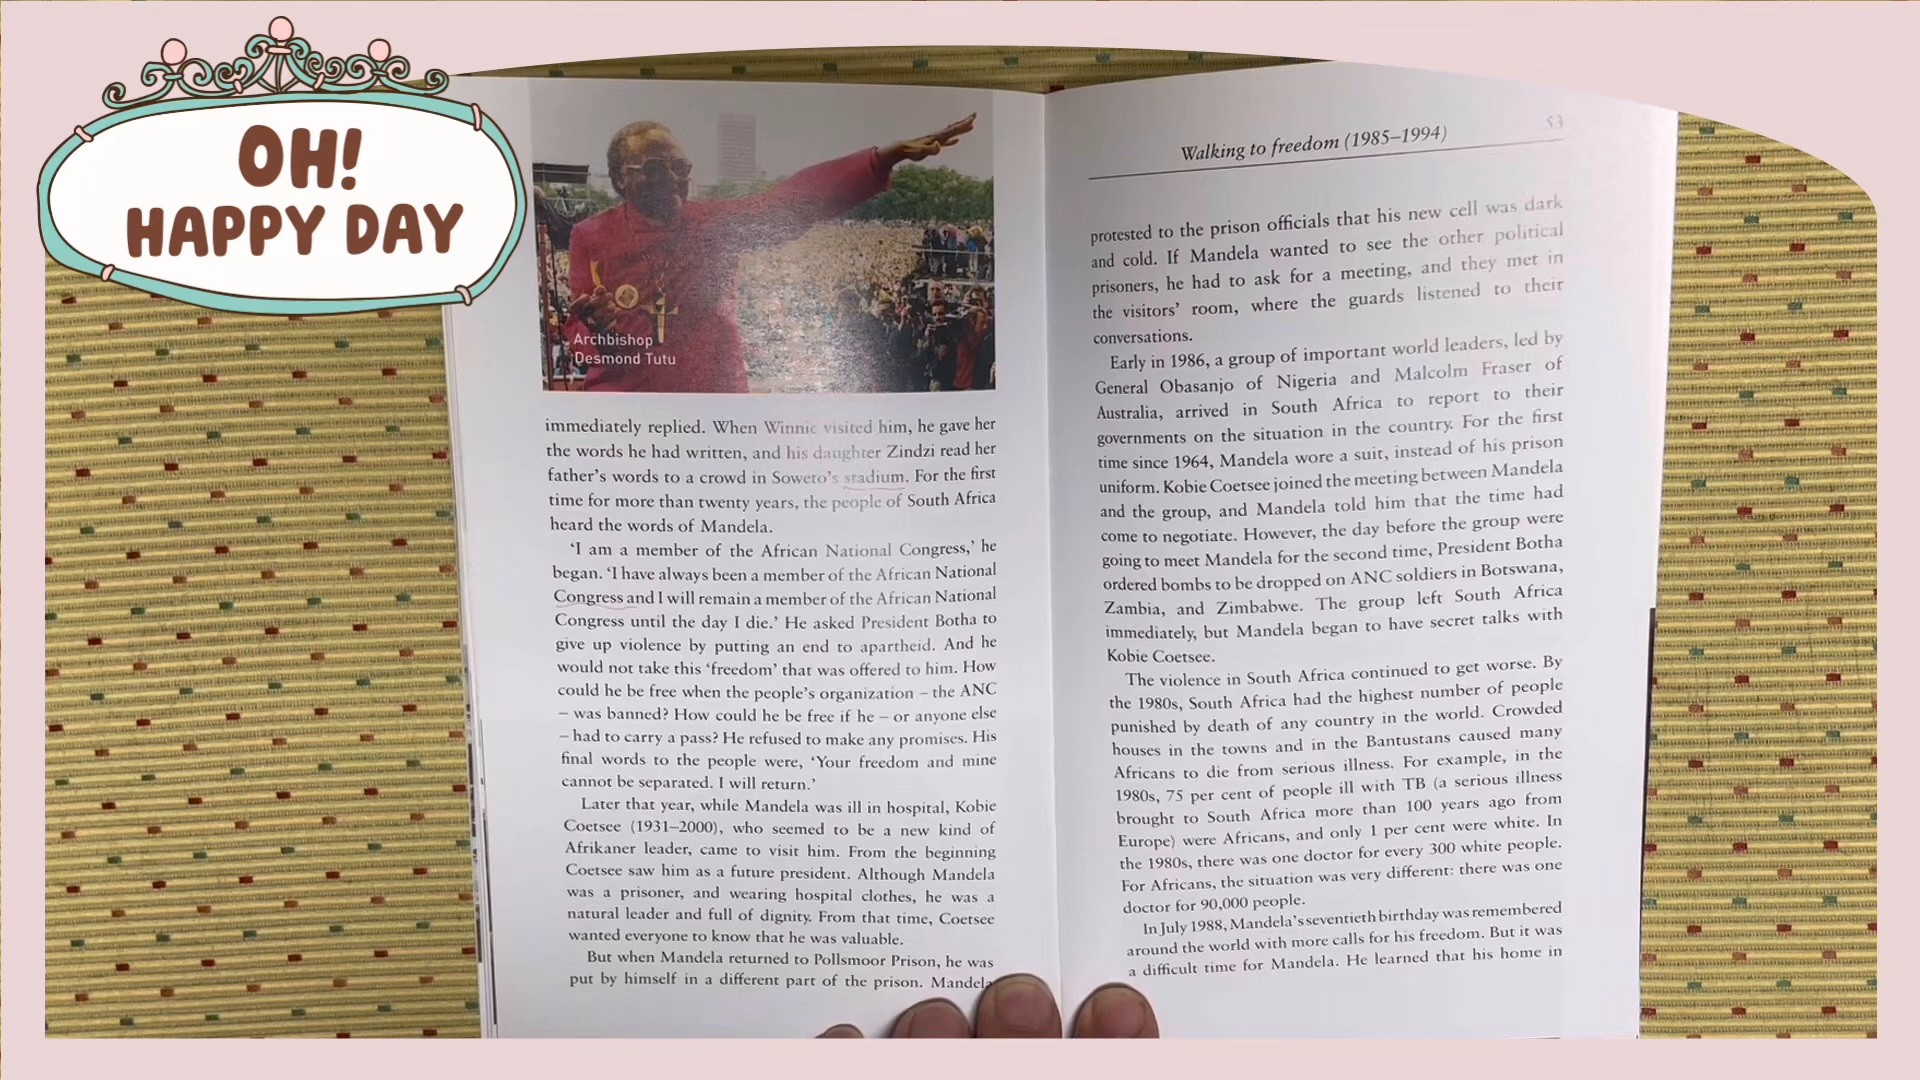 OH!
HAPPY DAY
Archbishop
Desmond Tutu
immediately replied. When Winnie visited him, he gave her
the words he had written, and his daughter Zindzi read her
father's words to a crowd in Soweto's stadium. For the first
time for more than twenty years, the people of South Africa
heard the words of Mandela.
'I am a member of the African National Congress,' he
began. 'I have always been a member of the African National
Congress and I will remain a member of the African National
Congress until the day I die.' He asked President Botha to
give up violence by putting an end to apartheid. And he
would not take this 'freedom' that was offered to him. How
could he be free when the people's organization – the ANC
– was banned? How could he be free if he – or anyone else
– had to carry a pass? He refused to make any promises. His
final words to the people were, 'Your freedom and mine
cannot be separated. I will return.'
Later that year, while Mandela was ill in hospital, Kobie
Coetsee (1931–2000), who seemed to be a new kind of
Afrikaner leader, came to visit him. From the beginning
Coetsee saw him as a future president. Although Mandela
was a prisoner, and wearing hospital clothes, he was a
natural leader and full of dignity. From that time, Coetsee
wanted everyone to know that he was valuable.
But when Mandela returned to Pollsmoor Prison, he was
put by himself in a different part of the prison. Mandela
Walking to freedom (1985–1994)
53
protested to the prison officials that his new cell was dark
and cold. If Mandela wanted to see the other political
prisoners, he had to ask for a meeting, and they met in
the visitors' room, where the guards listened to their
conversations.
Early in 1986, a group of important world leaders, led by
General Obasanjo of Nigeria and Malcolm Fraser of
Australia, arrived in South Africa to report to their
governments on the situation in the country. For the first
time since 1964, Mandela wore a suit, instead of his prison
uniform. Kobie Coetsee joined the meeting between Mandela
and the group, and Mandela told him that the time had
come to negotiate. However, the day before the group were
going to meet Mandela for the second time, President Botha
ordered bombs to be dropped on ANC soldiers in Botswana,
Zambia, and Zimbabwe. The group left South Africa
immediately, but Mandela began to have secret talks with
Kobie Coetsee.
The violence in South Africa continued to get worse. By
the 1980s, South Africa had the highest number of people
punished by death of any country in the world. Crowded
houses in the towns and in the Bantustans caused many
Africans to die from serious illness. For example, in the
1980s, 75 per cent of people ill with TB (a serious illness
brought to South Africa more than 100 years ago from
Europe) were Africans, and only 1 per cent were white. In
the 1980s, there was one doctor for every 300 white people.
For Africans, the situation was very different: there was one
doctor for 90,000 people.
In July 1988, Mandela's seventieth birthday was remembered
around the world with more calls for his freedom. But it was
a difficult time for Mandela. He learned that his home in